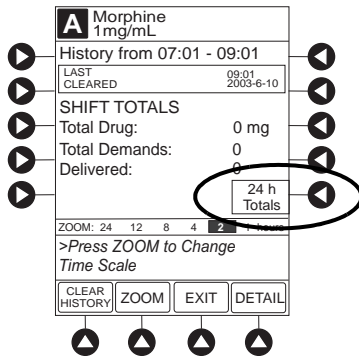 A Morphine
1mg/mL
History from 07:01 - 09:01
LAST 09:01
CLEARED 2003-6-10
SHIFT TOTALS
Total Drug: 0 mg
Total Demands: 0
Delivered: 0
24 h
Totals
ZOOM: 24 12 8 4 2 1 hours
>Press ZOOM to Change
Time Scale
CLEAR
HISTORY ZOOM EXIT DETAIL